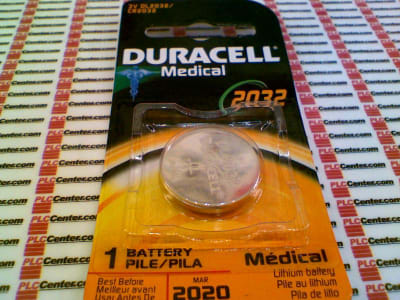 3V DL2032/
CR2032
DURACELL
Medical
2032
1 BATTERY
PILE/PILA
Médical
Lithium battery
Pile au lithium
Pila de litio
Best Before
Meilleur avant
Usar Antes De
MAR
2020
PLCCenter.com